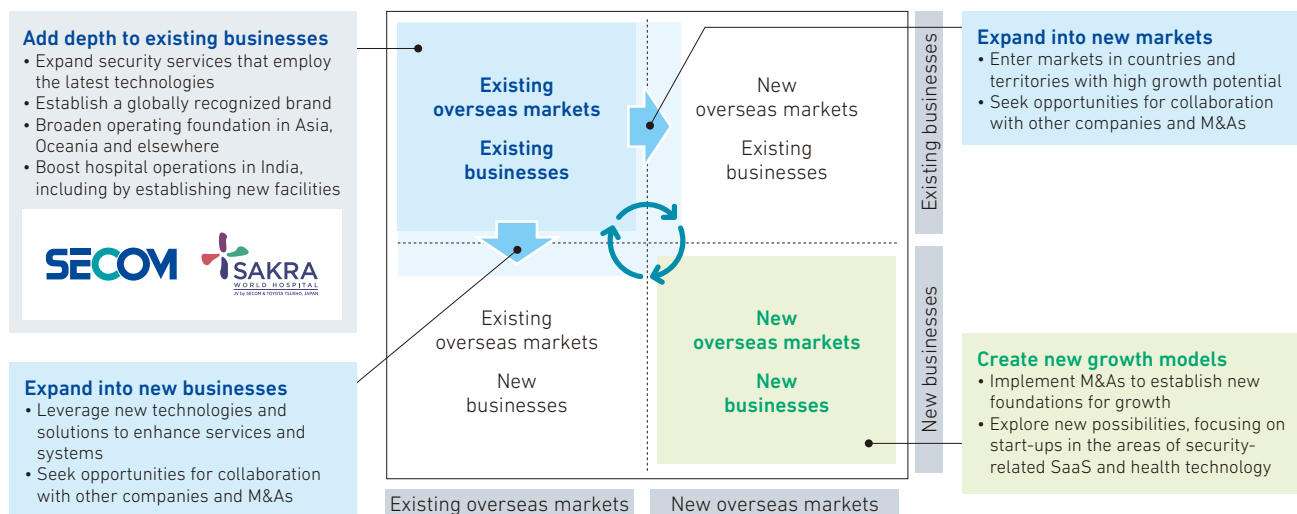 Add depth to existing businesses
• Expand security services that employ
the latest technologies
• Establish a globally recognized brand
• Broaden operating foundation in Asia,
Oceania and elsewhere
• Boost hospital operations in India,
including by establishing new facilities
SECOM
SAKRA
WORLD HOSPITAL
JV by SECOM & TOYOTA TSUSHO, JAPAN
Expand into new businesses
• Leverage new technologies and
solutions to enhance services and
systems
• Seek opportunities for collaboration
with other companies and M&As
Existing
overseas markets
Existing
businesses
New
overseas markets
Existing
businesses
Existing
overseas markets
New
businesses
New
overseas markets
New
businesses
Existing overseas markets
New overseas markets
Existing businesses
New businesses
Expand into new markets
• Enter markets in countries and
territories with high growth potential
• Seek opportunities for collaboration
with other companies and M&As
Create new growth models
• Implement M&As to establish new
foundations for growth
• Explore new possibilities, focusing on
start-ups in the areas of security-
related SaaS and health technology